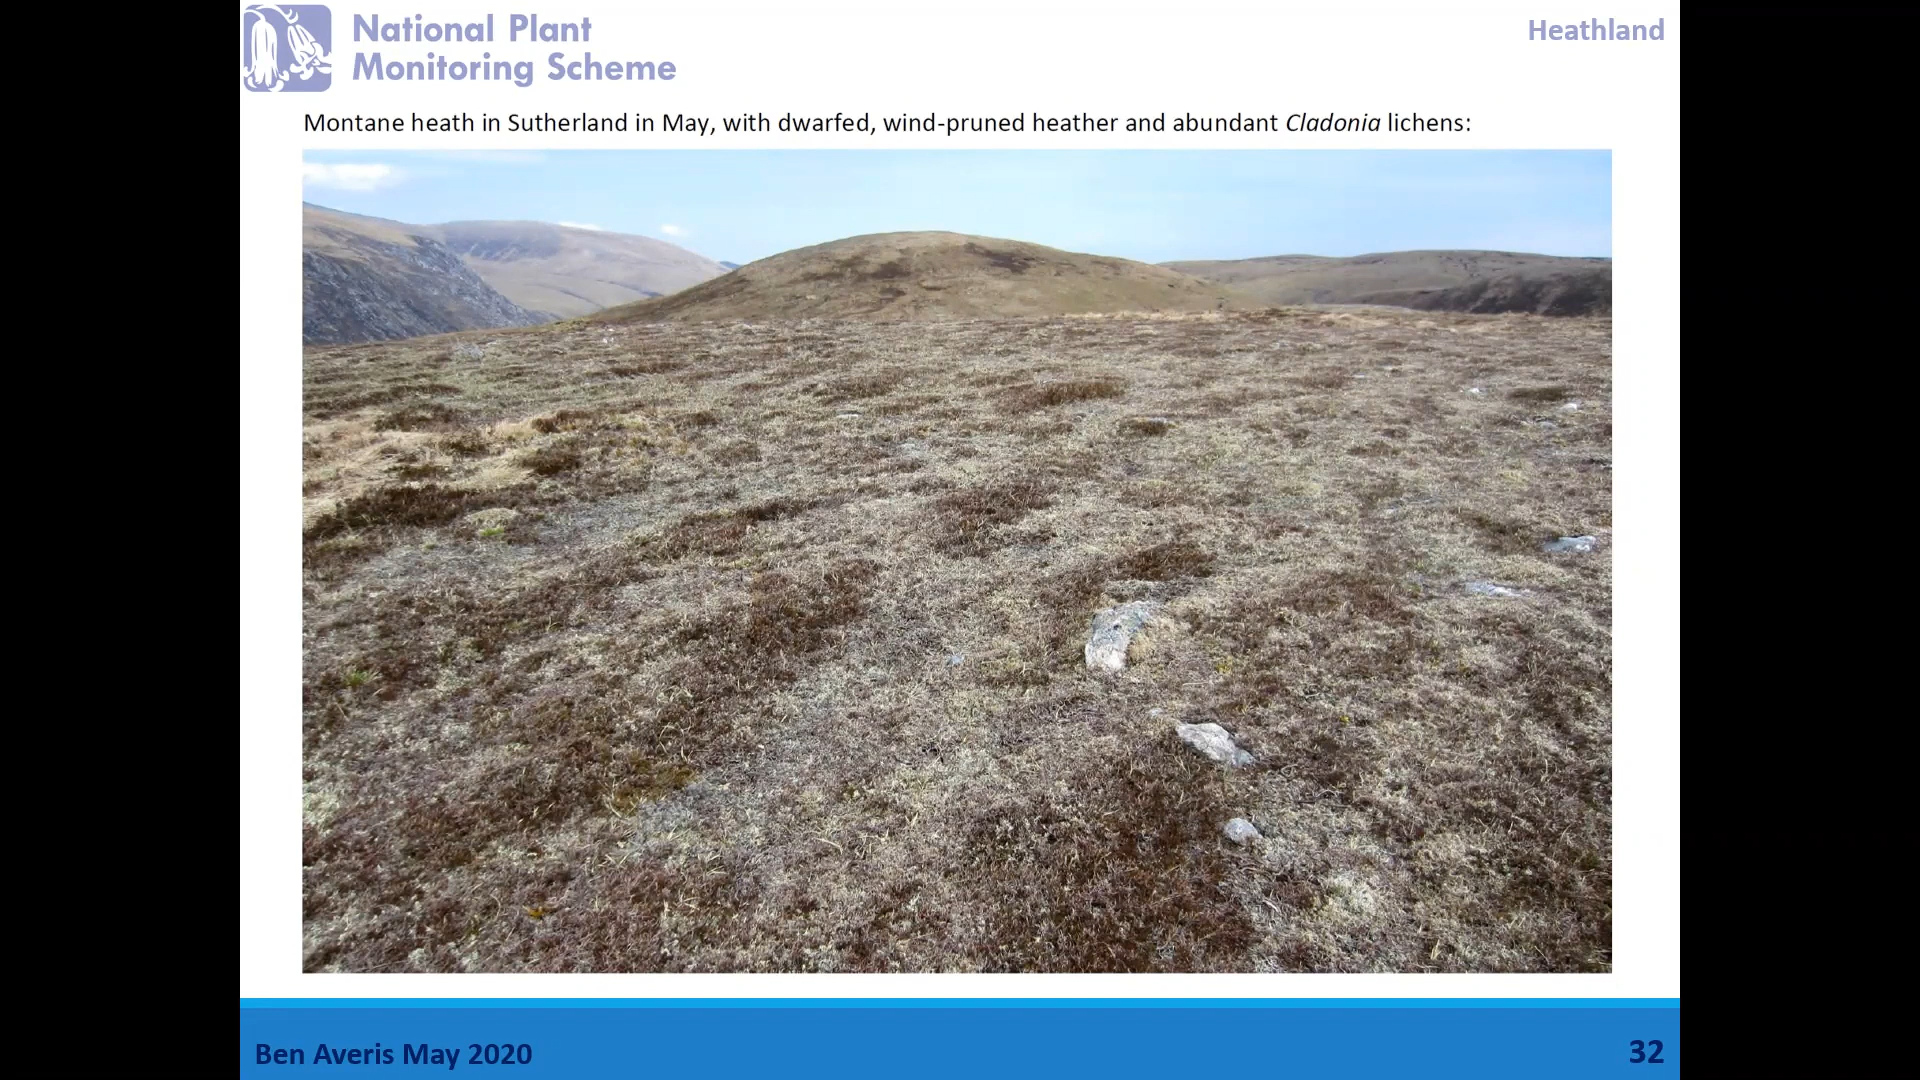 National Plant
Monitoring Scheme
Heathland
Montane heath in Sutherland in May, with dwarfed, wind-pruned heather and abundant Cladonia lichens:
Ben Averis May 2020
32